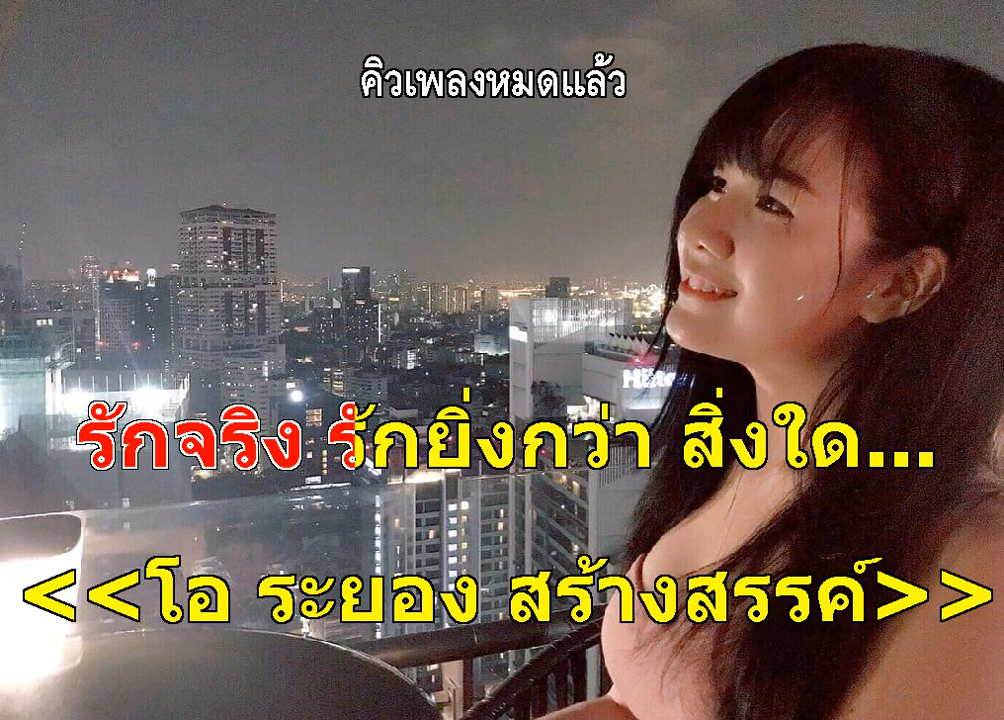 คิวเพลงหมดแล้ว
รักจริง รักยิ่งกว่า สิ่งใด...
<<โอ ระยอง สร้างสรรค์>>